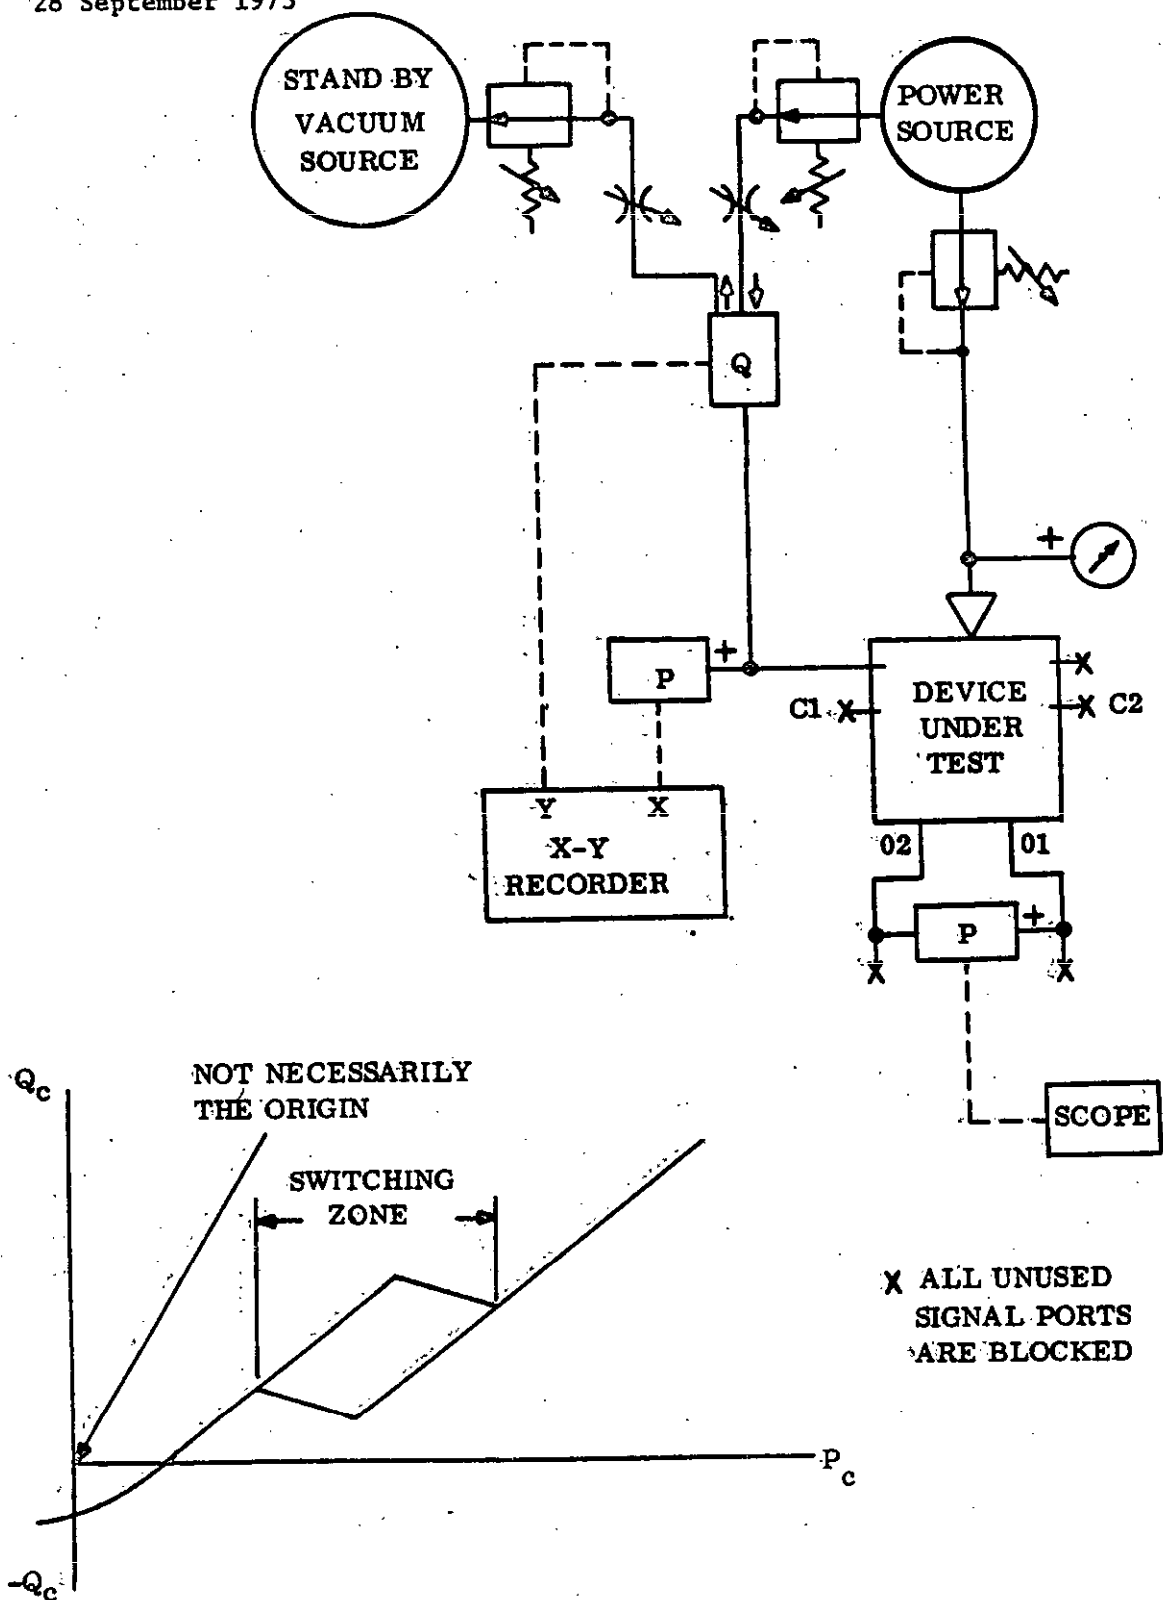 28 September 1973
STAND BY
VACUUM
SOURCE
POWER
SOURCE
Q
+
P
+
C1 X
DEVICE
UNDER
TEST
X
X C2
Y X
X-Y
RECORDER
02 01
P +
X X
SCOPE
Qc
NOT NECESSARILY
THE ORIGIN
SWITCHING
ZONE
X ALL UNUSED
SIGNAL PORTS
ARE BLOCKED
Pc
-Qc